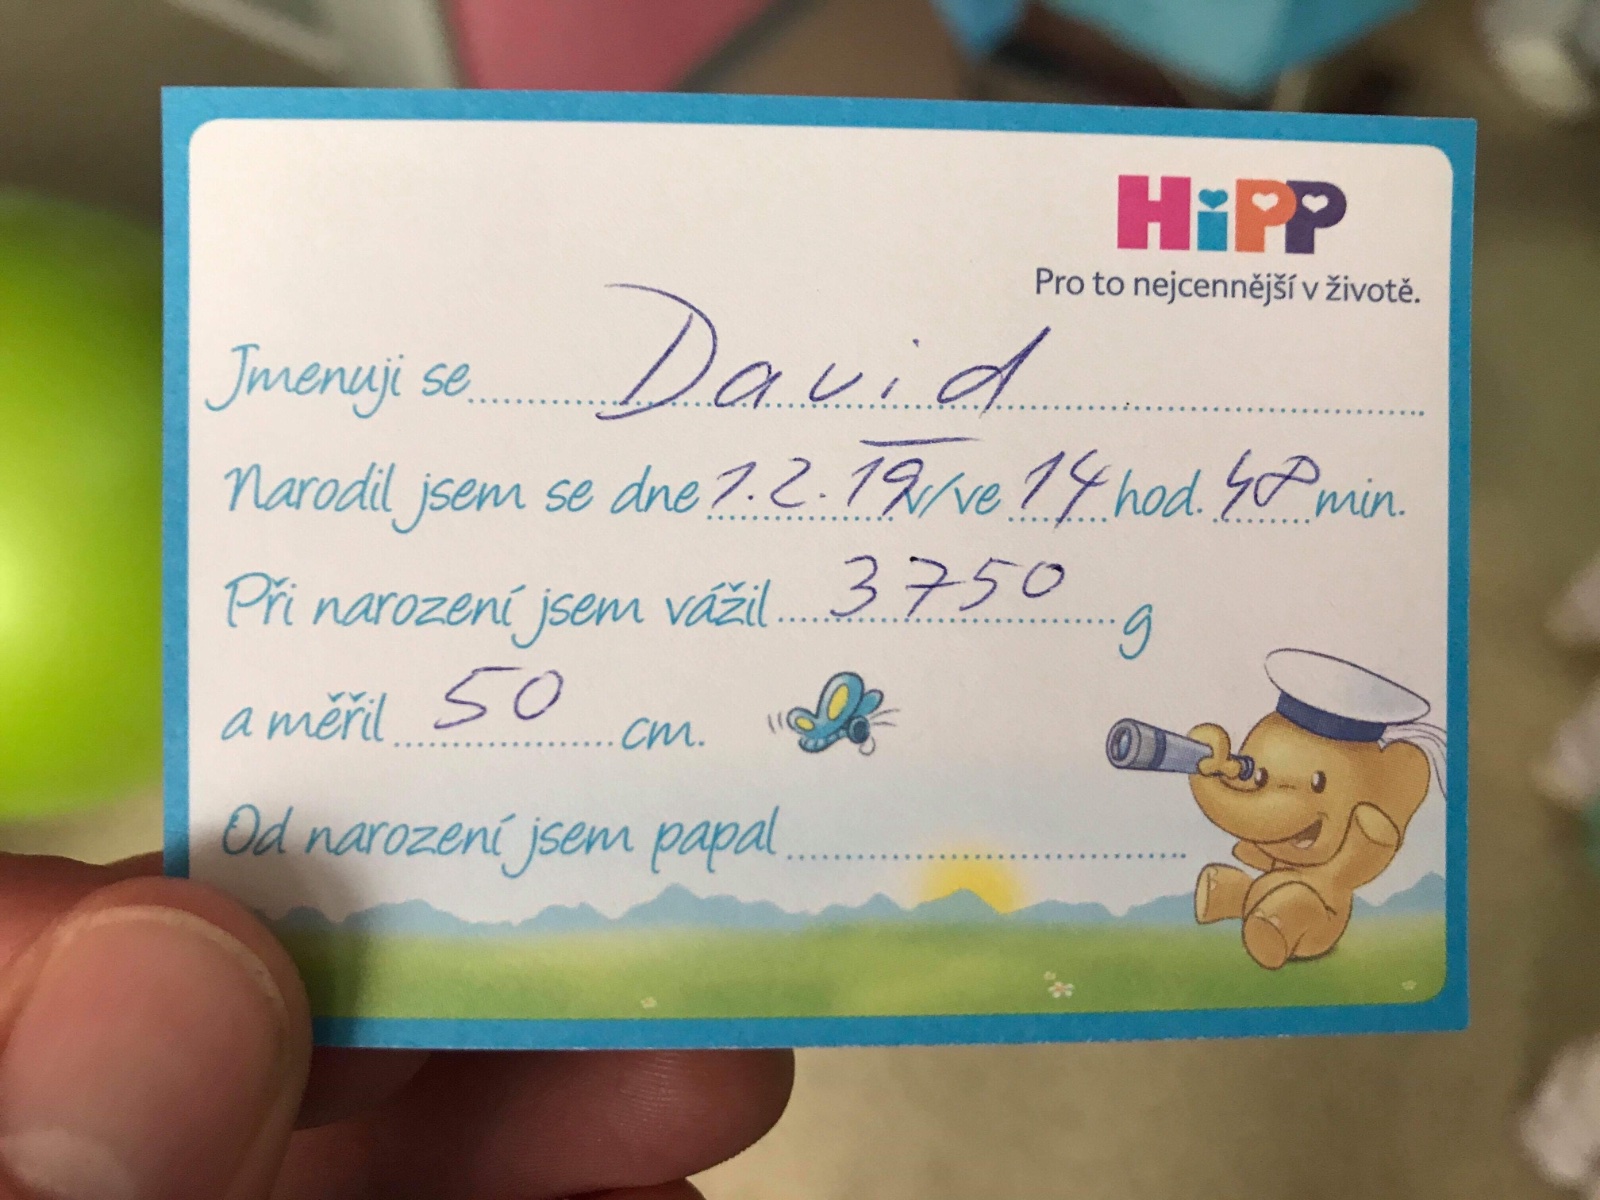 HiPP
Pro to nejcennější v životě.
Jmenuji se David
Narodil jsem se dne 1.2.19 v/ve 14 hod. 48 min.
Při narození jsem vážil 3750 g
a měřil 50 cm.
Od narození jsem papal